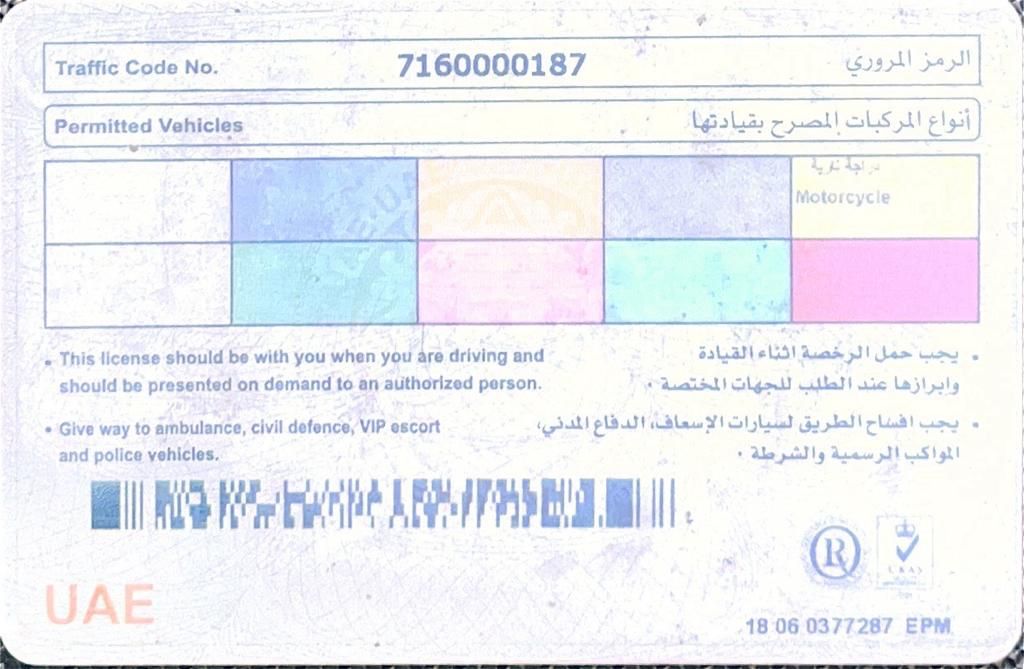 Traffic Code No. 7160000187 الرمز المروري
Permitted Vehicles أنواع المركبات المصرح بقيادتها
دراجة نارية
Motorcycle
• This license should be with you when you are driving and
should be presented on demand to an authorized person.
• يجب حمل الرخصة اثناء القيادة
وإبرازها عند الطلب للجهات المختصة •
• Give way to ambulance, civil defence, VIP escort
and police vehicles.
• يجب افساح الطريق لسيارات الإسعاف، الدفاع المدني،
المواكب الرسمية والشرطة •
R
UKAS
UAE
18 06 0377287 EPM